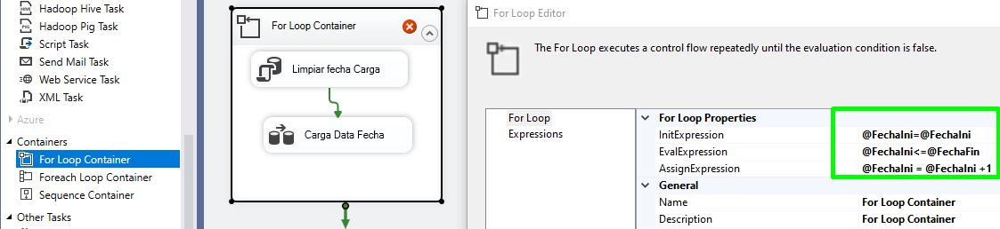 Hadoop Hive Task
Hadoop Pig Task
Script Task
Send Mail Task
Web Service Task
XML Task
Azure
Containers
For Loop Container
Foreach Loop Container
Sequence Container
Other Tasks
For Loop Container
Limpiar fecha Carga
Carga Data Fecha
For Loop Editor
The For Loop executes a control flow repeatedly until the evaluation condition is false.
For Loop
Expressions
For Loop Properties
InitExpression @FechaIni=@FechaIni
EvalExpression @FechaIni<=@FechaFin
AssignExpression @FechaIni = @FechaIni +1
General
Name For Loop Container
Description For Loop Container